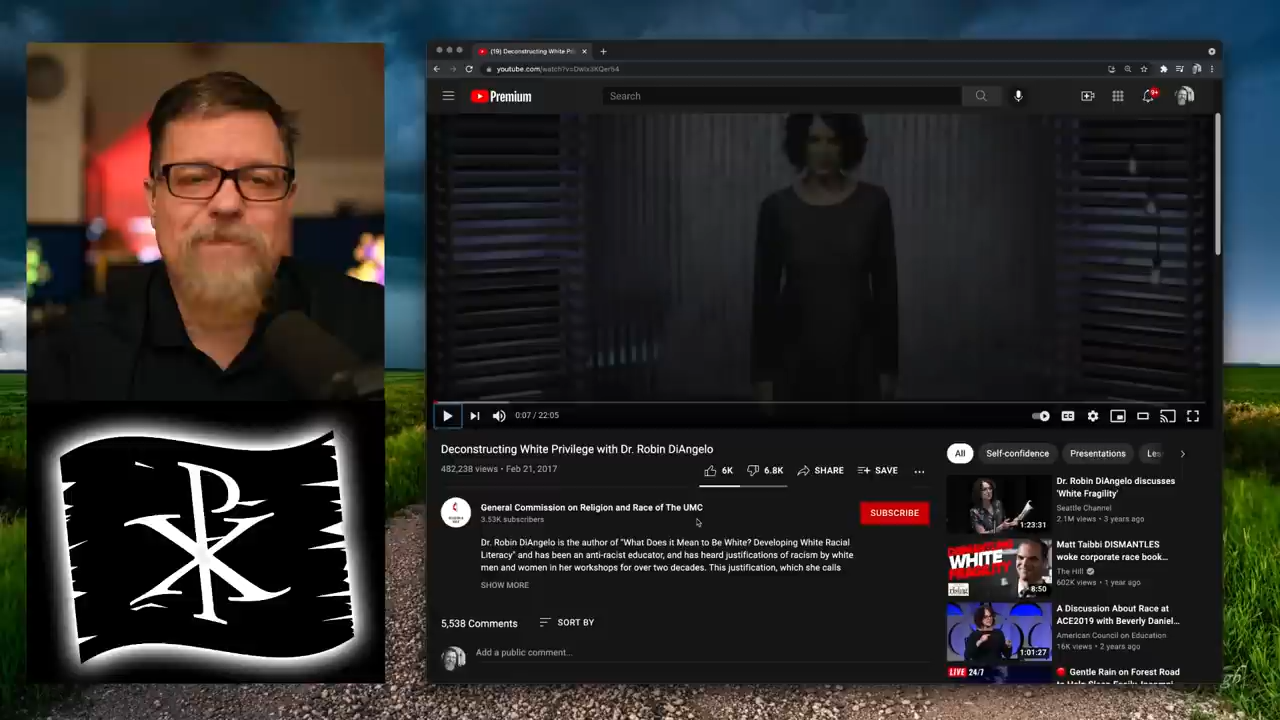 (19) Deconstructing White Pri
youtube.com/watch?v=DwIx3KQer54
Premium
Search
9+
0:07 / 22:05
Deconstructing White Privilege with Dr. Robin DiAngelo
482,238 views • Feb 21, 2017
6K
6.8K
SHARE
SAVE
General Commission on Religion and Race of The UMC
3.53K subscribers
SUBSCRIBE
Dr. Robin DiAngelo is the author of "What Does it Mean to Be White? Developing White Racial
Literacy" and has been an anti-racist educator, and has heard justifications of racism by white
men and women in her workshops for over two decades. This justification, which she calls
SHOW MORE
5,538 Comments
SORT BY
Add a public comment...
All
Self-confidence
Presentations
Les
Dr. Robin DiAngelo discusses
'White Fragility'
Seattle Channel
2.1M views • 3 years ago
1:23:31
Matt Taibbi DISMANTLES
woke corporate race book...
The Hill
602K views • 1 year ago
WHITE
FRAGILITY
8:50
A Discussion About Race at
ACE2019 with Beverly Daniel...
American Council on Education
16K views • 2 years ago
1:01:27
LIVE 24/7
Gentle Rain on Forest Road